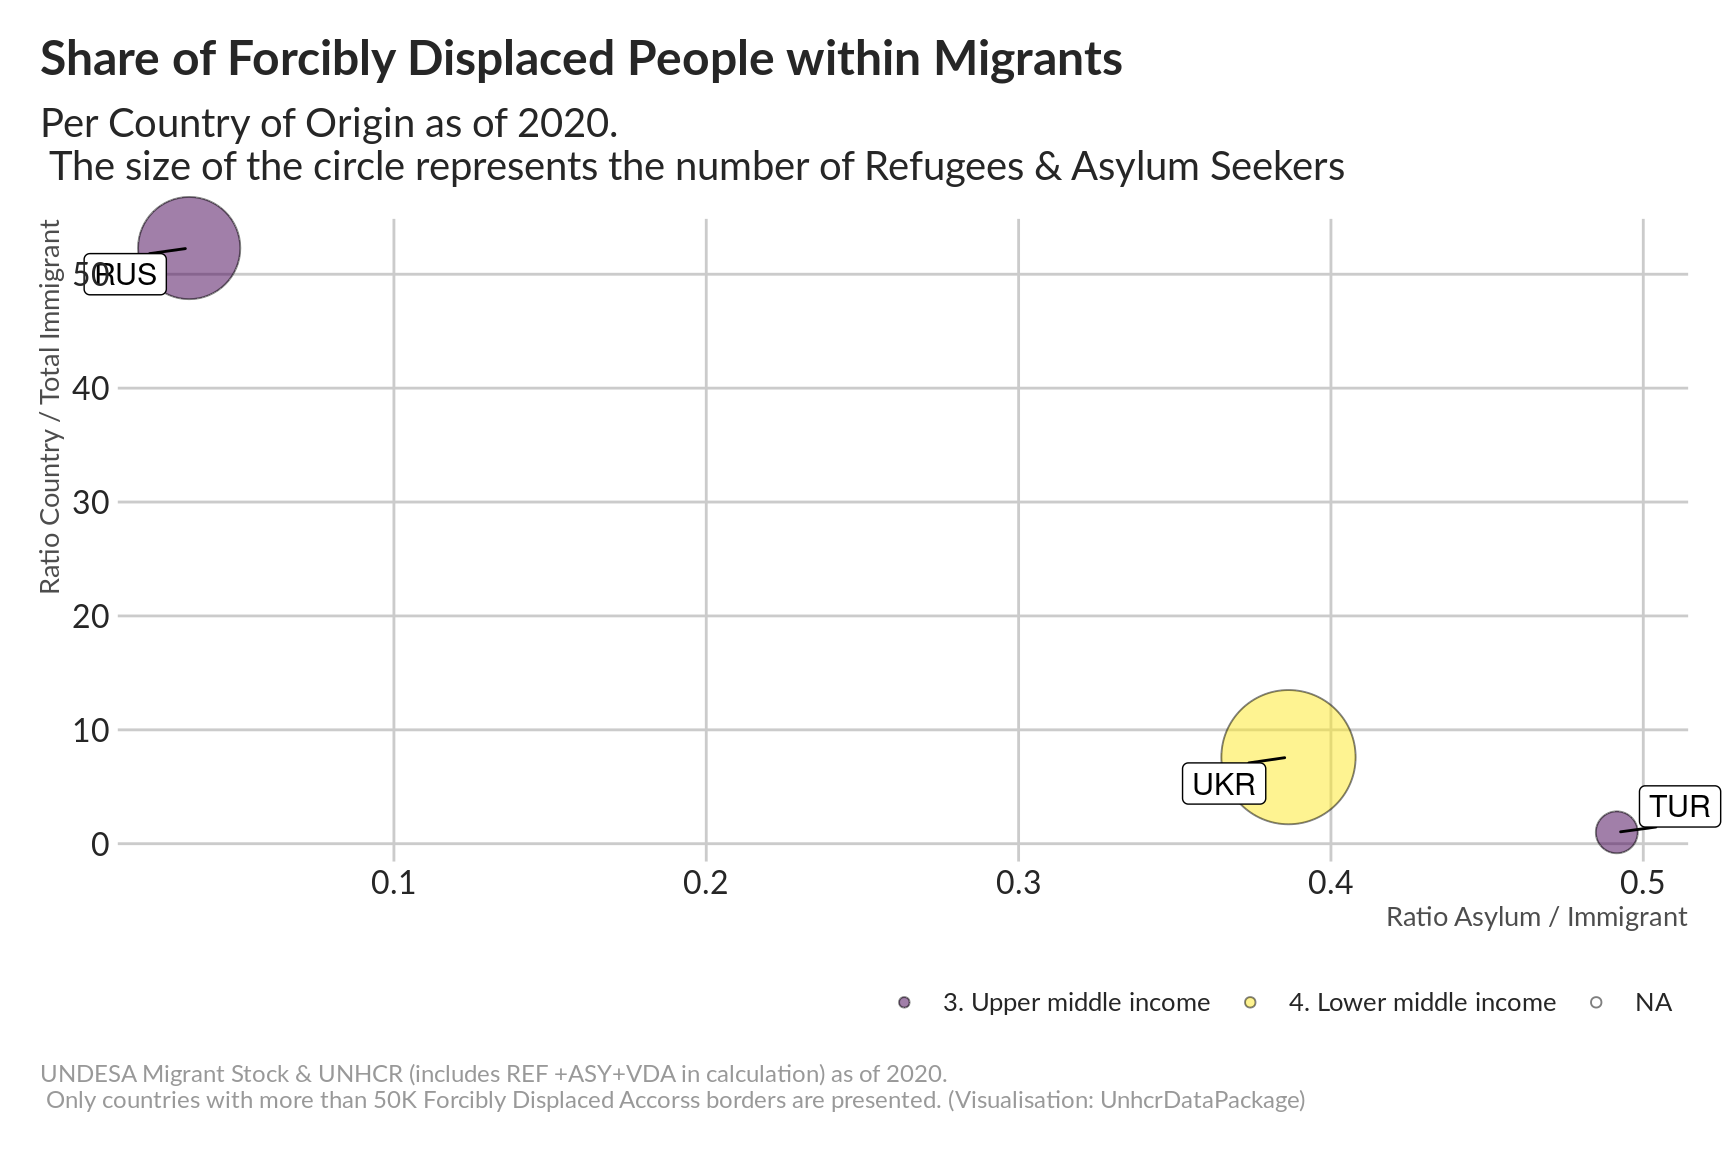 Share of Forcibly Displaced People within Migrants
Per Country of Origin as of 2020.
The size of the circle represents the number of Refugees & Asylum Seekers
Ratio Country / Total Immigrant
50
RUS
40
30
20
10
0
UKR
TUR
0.1
0.2
0.3
0.4
0.5
Ratio Asylum / Immigrant
3. Upper middle income
4. Lower middle income
NA
UNDESA Migrant Stock & UNHCR (includes REF +ASY+VDA in calculation) as of 2020.
Only countries with more than 50K Forcibly Displaced Accorss borders are presented. (Visualisation: UnhcrDataPackage)